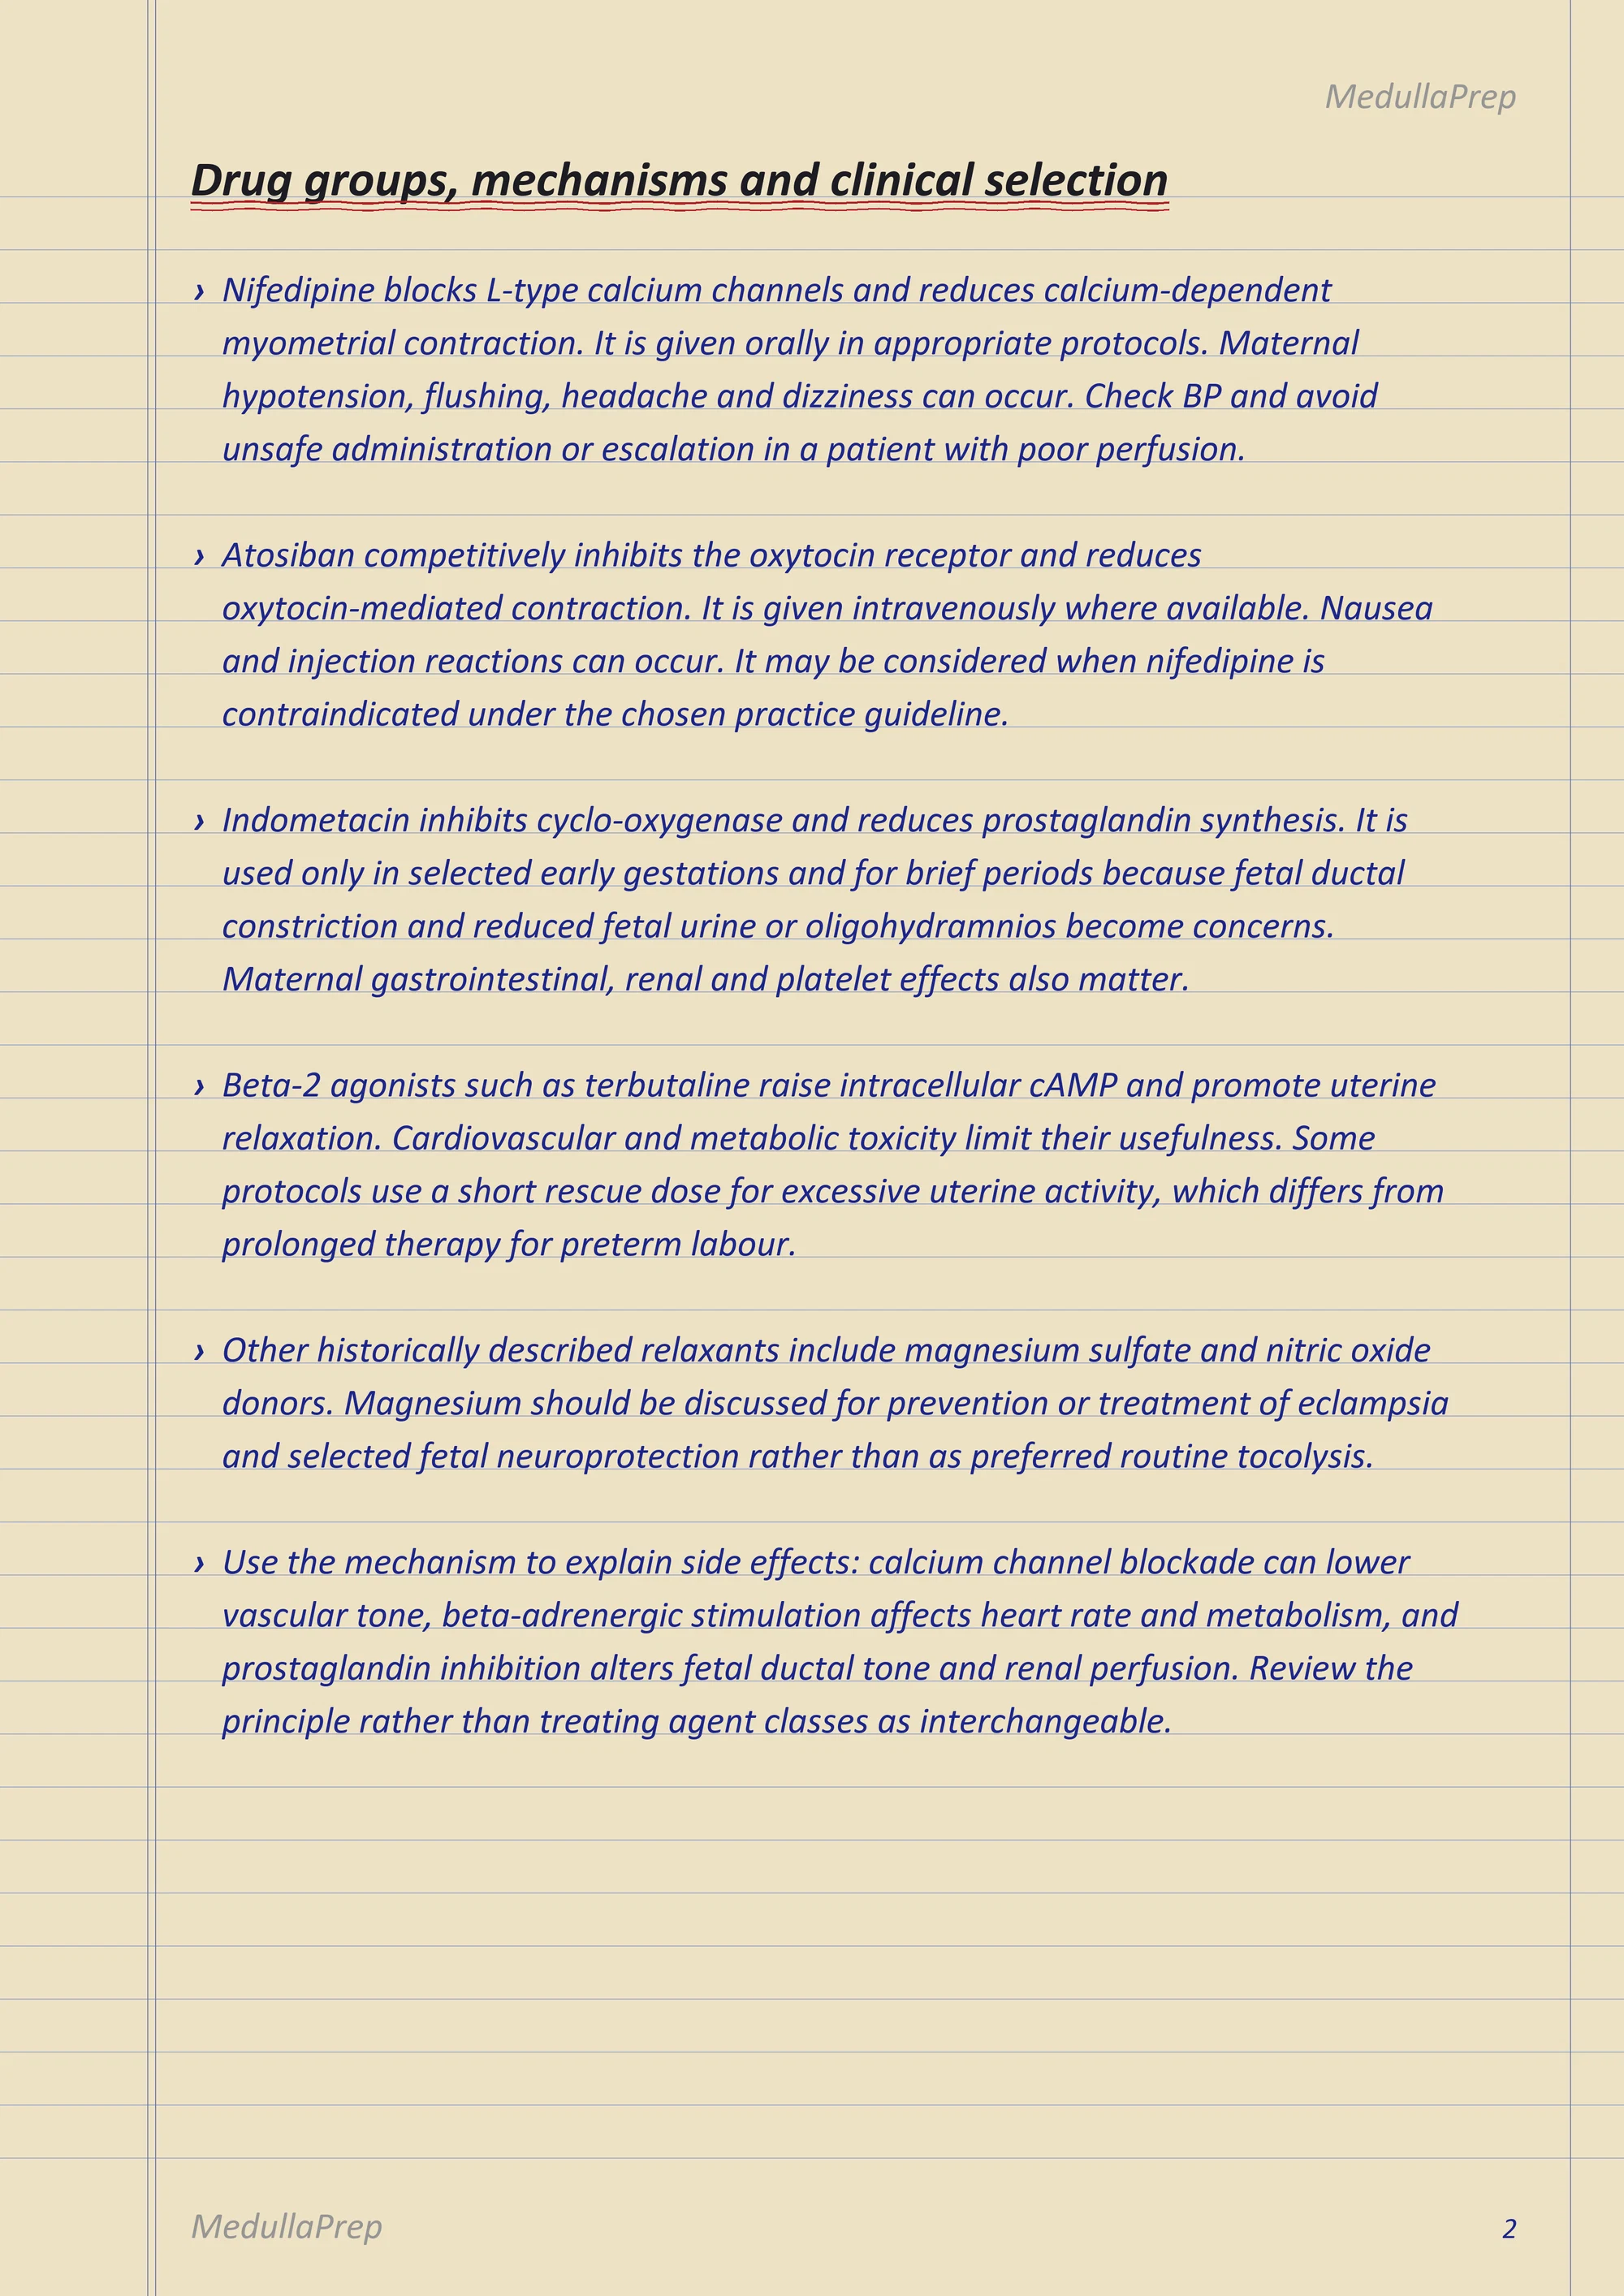 MedullaPrep
Drug groups, mechanisms and clinical selection
› Nifedipine blocks L-type calcium channels and reduces calcium-dependent
myometrial contraction. It is given orally in appropriate protocols. Maternal
hypotension, flushing, headache and dizziness can occur. Check BP and avoid
unsafe administration or escalation in a patient with poor perfusion.
› Atosiban competitively inhibits the oxytocin receptor and reduces
oxytocin-mediated contraction. It is given intravenously where available. Nausea
and injection reactions can occur. It may be considered when nifedipine is
contraindicated under the chosen practice guideline.
› Indometacin inhibits cyclo-oxygenase and reduces prostaglandin synthesis. It is
used only in selected early gestations and for brief periods because fetal ductal
constriction and reduced fetal urine or oligohydramnios become concerns.
Maternal gastrointestinal, renal and platelet effects also matter.
› Beta-2 agonists such as terbutaline raise intracellular cAMP and promote uterine
relaxation. Cardiovascular and metabolic toxicity limit their usefulness. Some
protocols use a short rescue dose for excessive uterine activity, which differs from
prolonged therapy for preterm labour.
› Other historically described relaxants include magnesium sulfate and nitric oxide
donors. Magnesium should be discussed for prevention or treatment of eclampsia
and selected fetal neuroprotection rather than as preferred routine tocolysis.
› Use the mechanism to explain side effects: calcium channel blockade can lower
vascular tone, beta-adrenergic stimulation affects heart rate and metabolism, and
prostaglandin inhibition alters fetal ductal tone and renal perfusion. Review the
principle rather than treating agent classes as interchangeable.
MedullaPrep
2